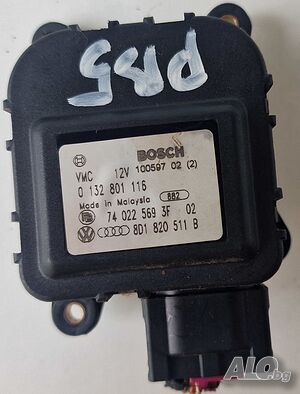 PB5
BOSCH
VMC 12V 100597 02 (2)
0 132 801 116
Made in Malaysia 882
74 022 569 3F 02
8D1 820 511 B
ALO.bg